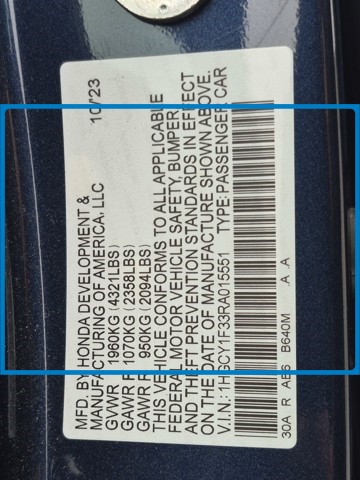 MFD. BY HONDA DEVELOPMENT &
MANUFACTURING OF AMERICA, LLC 10/23
GVWR 1960KG (4321LBS)
GAWR F 1070KG (2358LBS)
GAWR R 950KG (2094LBS)
THIS VEHICLE CONFORMS TO ALL APPLICABLE
FEDERAL MOTOR VEHICLE SAFETY, BUMPER,
AND THEFT PREVENTION STANDARDS IN EFFECT
ON THE DATE OF MANUFACTURE SHOWN ABOVE.
V.I.N.: 1HGCY1F33RA015551 TYPE:PASSENGER CAR
30A R AE6 B640M A A